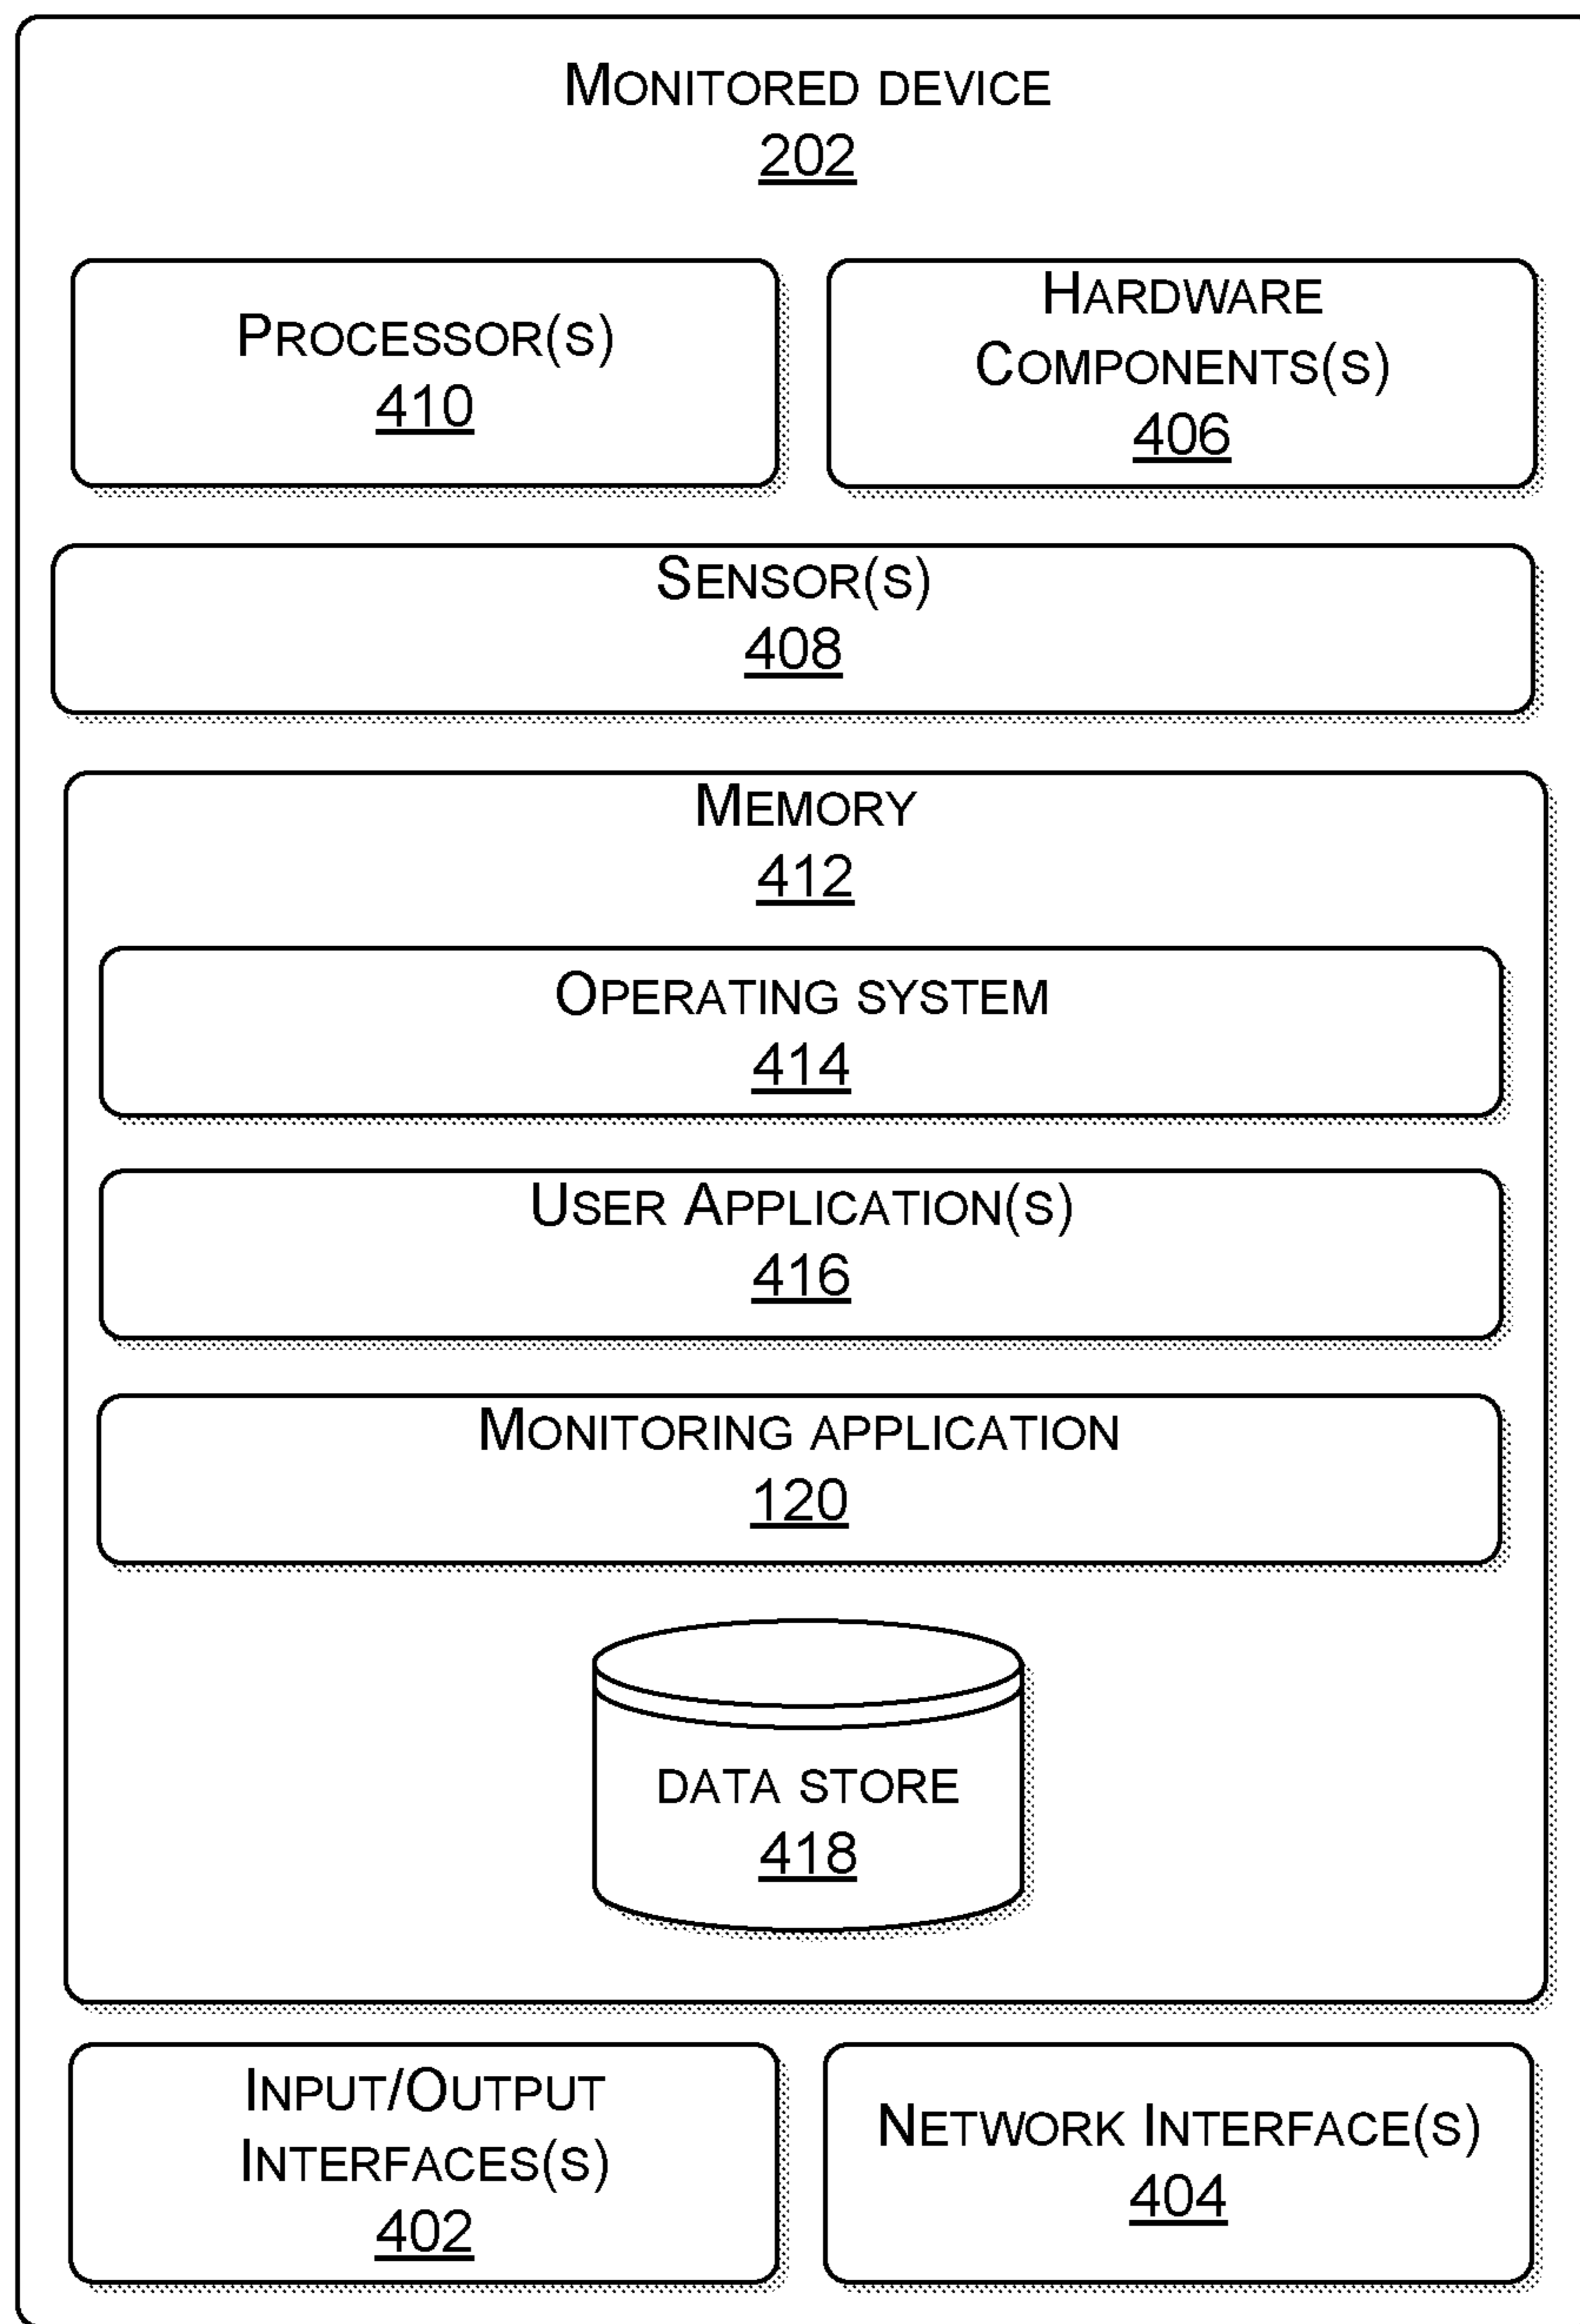 MONITORED DEVICE
202
PROCESSOR(S)
410
HARDWARE
COMPONENTS(S)
406
SENSOR(S)
408
MEMORY
412
OPERATING SYSTEM
414
USER APPLICATION(S)
416
MONITORING APPLICATION
120
DATA STORE
418
INPUT/OUTPUT
INTERFACES(S)
402
NETWORK INTERFACE(S)
404